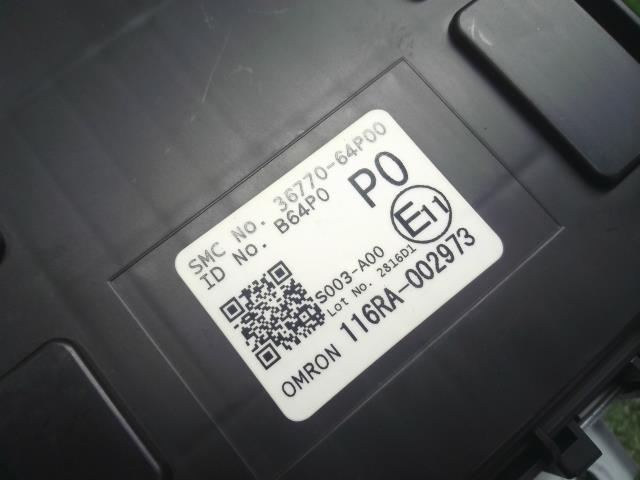 SMC No. 36770-64P00
ID No. B64P0
P0
E11
S003-A00
Lot No. 2816D1
OMRON 116RA-002973